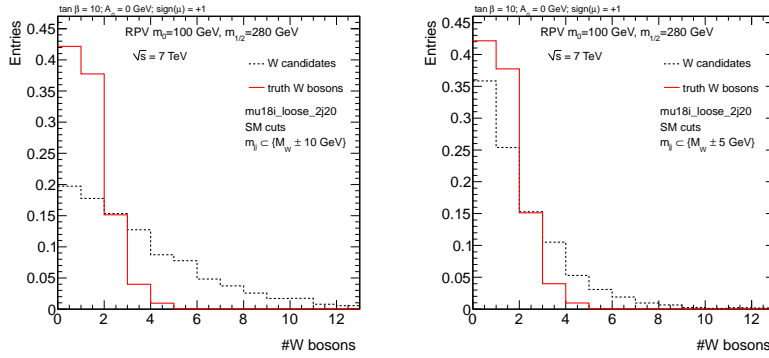 tan β = 10; A₀ = 0 GeV; sign(μ) = +1
Entries
0.45
0.4
0.35
0.3
0.25
0.2
0.15
0.1
0.05
0
RPV m₀=100 GeV, m₁/₂=280 GeV
√s = 7 TeV
W candidates
truth W bosons
mu18i_loose_2j20
SM cuts
m_jj ⊂ {M_W ± 10 GeV}
0 2 4 6 8 10 12
#W bosons
tan β = 10; A₀ = 0 GeV; sign(μ) = +1
Entries
0.45
0.4
0.35
0.3
0.25
0.2
0.15
0.1
0.05
0
RPV m₀=100 GeV, m₁/₂=280 GeV
√s = 7 TeV
W candidates
truth W bosons
mu18i_loose_2j20
SM cuts
m_jj ⊂ {M_W ± 5 GeV}
0 2 4 6 8 10 12
#W bosons